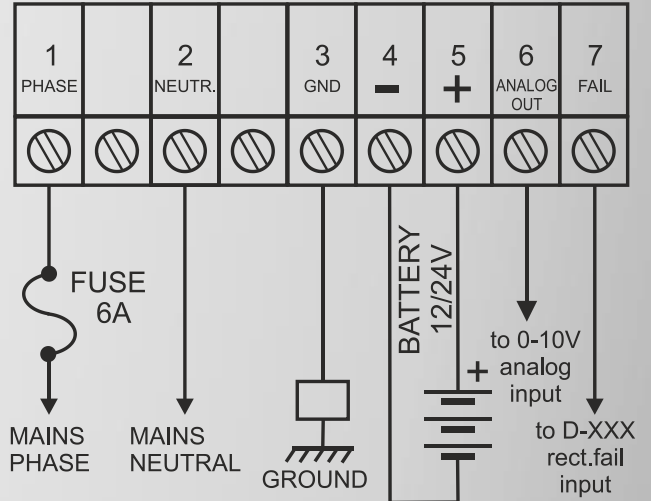 1
PHASE
2
NEUTR.
3
GND
4
−
5
+
6
ANALOG
OUT
7
FAIL
FUSE
6A
BATTERY
12/24V
+
to 0-10V
analog
input
MAINS
PHASE
MAINS
NEUTRAL
GROUND
to D-XXX
rect.fail
input